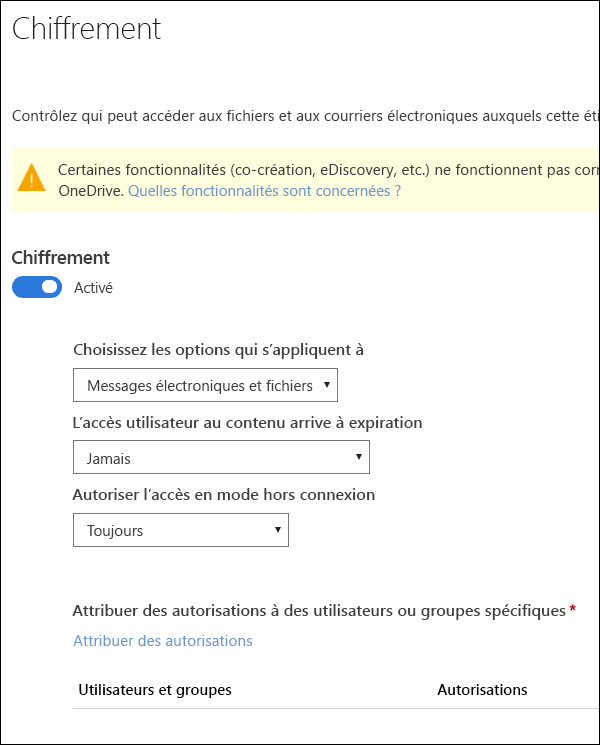 Chiffrement
Contrôlez qui peut accéder aux fichiers et aux courriers électroniques auxquels cette
Certaines fonctionnalités (co-création, eDiscovery, etc.) ne fonctionnent pas
OneDrive. Quelles fonctionnalités sont concernées ?
Chiffrement
Activé
Choisissez les options qui s’appliquent à
Messages électroniques et fichiers
L’accès utilisateur au contenu arrive à expiration
Jamais
Autoriser l’accès en mode hors connexion
Toujours
Attribuer des autorisations à des utilisateurs ou groupes spécifiques *
Attribuer des autorisations
Utilisateurs et groupes Autorisations